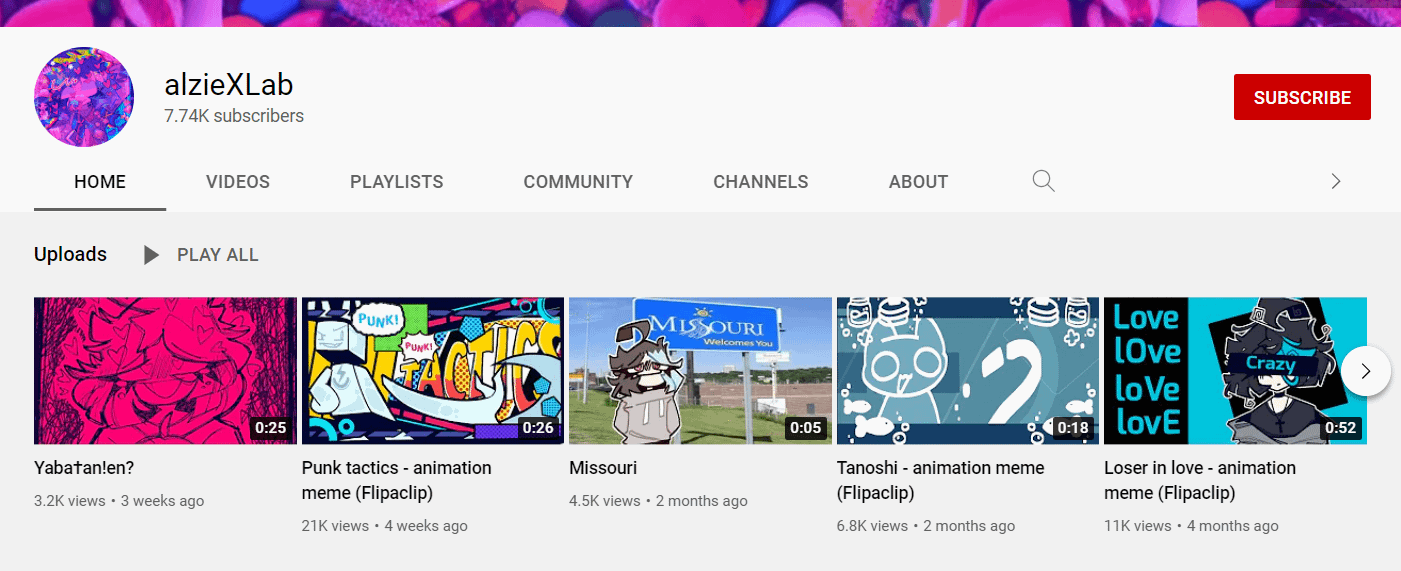 alzieXLab
7.74K subscribers
SUBSCRIBE
HOME
VIDEOS
PLAYLISTS
COMMUNITY
CHANNELS
ABOUT
Uploads
PLAY ALL
0:25
Yaba†an!en?
3.2K views • 3 weeks ago
PUNK!
PUNK!
TACTICS
0:26
Punk tactics - animation
meme (Flipaclip)
21K views • 4 weeks ago
MISSOURI
Welcomes You
0:05
Missouri
4.5K views • 2 months ago
0:18
Tanoshi - animation meme
(Flipaclip)
6.8K views • 2 months ago
Love
lOve
loVe
lovE
Crazy
0:52
Loser in love - animation
meme (Flipaclip)
11K views • 4 months ago